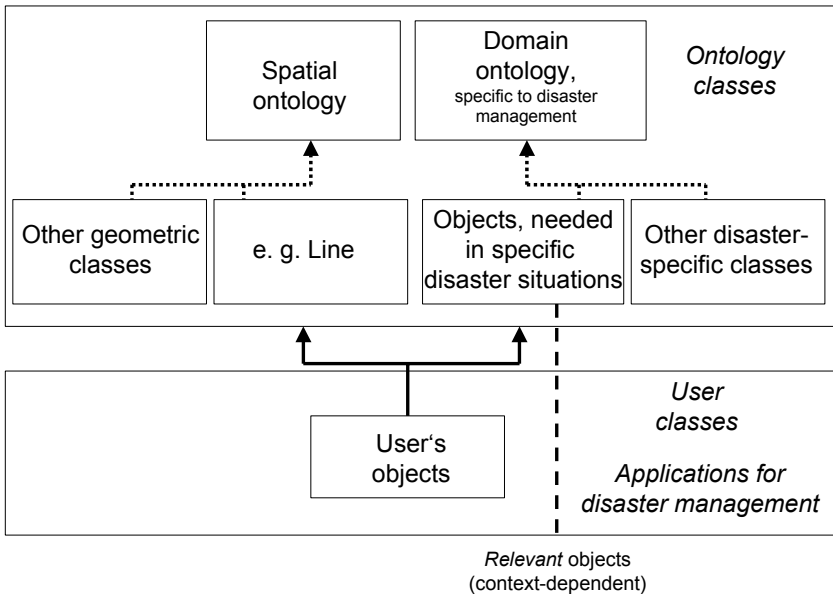 Spatial
ontology
Domain
ontology,
specific to disaster
management
Ontology
classes
Other geometric
classes
e. g. Line
Objects, needed
in specific
disaster situations
Other disaster-
specific classes
User
classes
User‘s
objects
Applications for
disaster management
Relevant objects
(context-dependent)